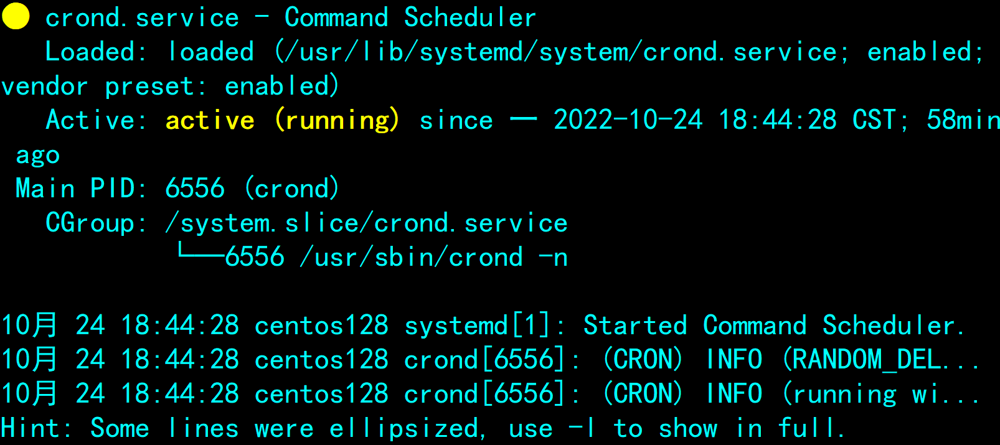 ● crond.service - Command Scheduler
   Loaded: loaded (/usr/lib/systemd/system/crond.service; enabled;
vendor preset: enabled)
   Active: active (running) since 一 2022-10-24 18:44:28 CST; 58min
 ago
 Main PID: 6556 (crond)
   CGroup: /system.slice/crond.service
           └─6556 /usr/sbin/crond -n
10月 24 18:44:28 centos128 systemd[1]: Started Command Scheduler.
10月 24 18:44:28 centos128 crond[6556]: (CRON) INFO (RANDOM_DEL...
10月 24 18:44:28 centos128 crond[6556]: (CRON) INFO (running wi...
Hint: Some lines were ellipsized, use -l to show in full.